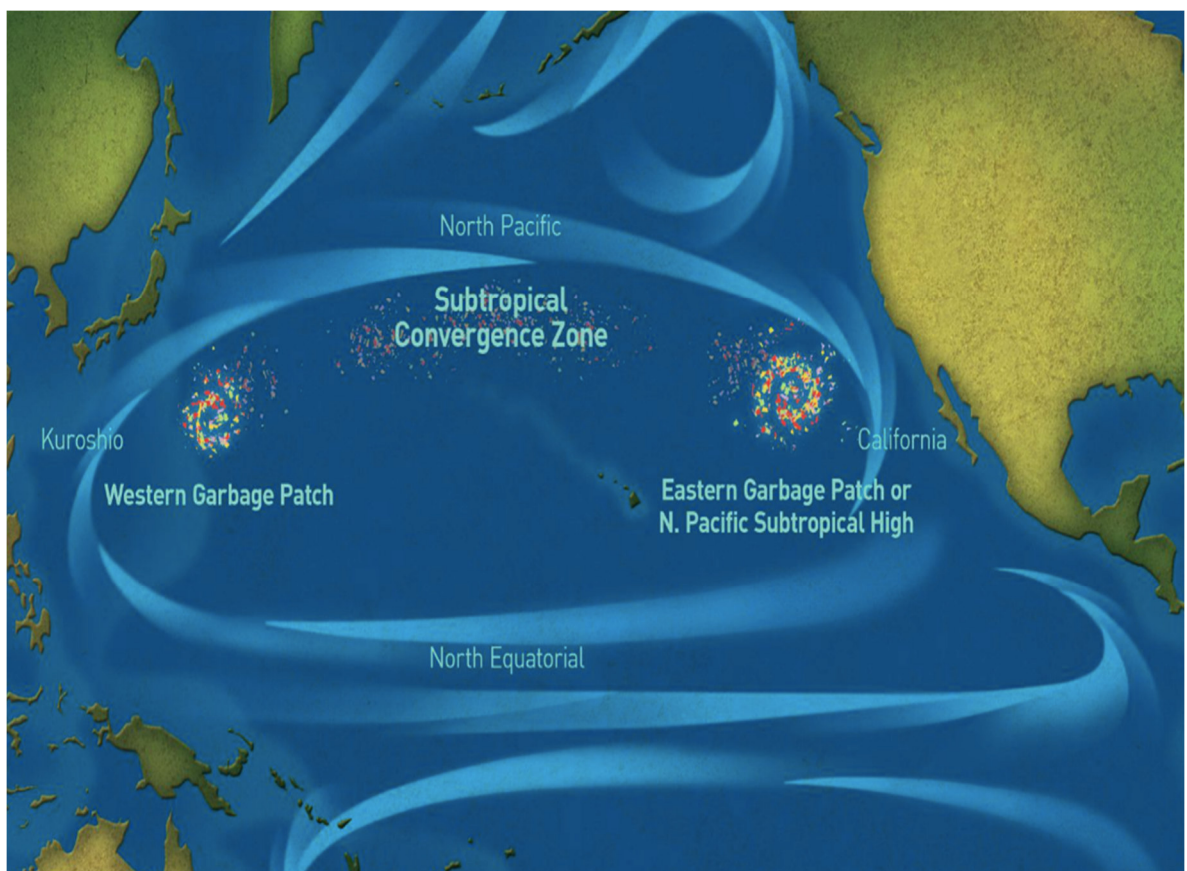 North Pacific
Subtropical
Convergence Zone
Kuroshio
California
Western Garbage Patch
Eastern Garbage Patch or
N. Pacific Subtropical High
North Equatorial